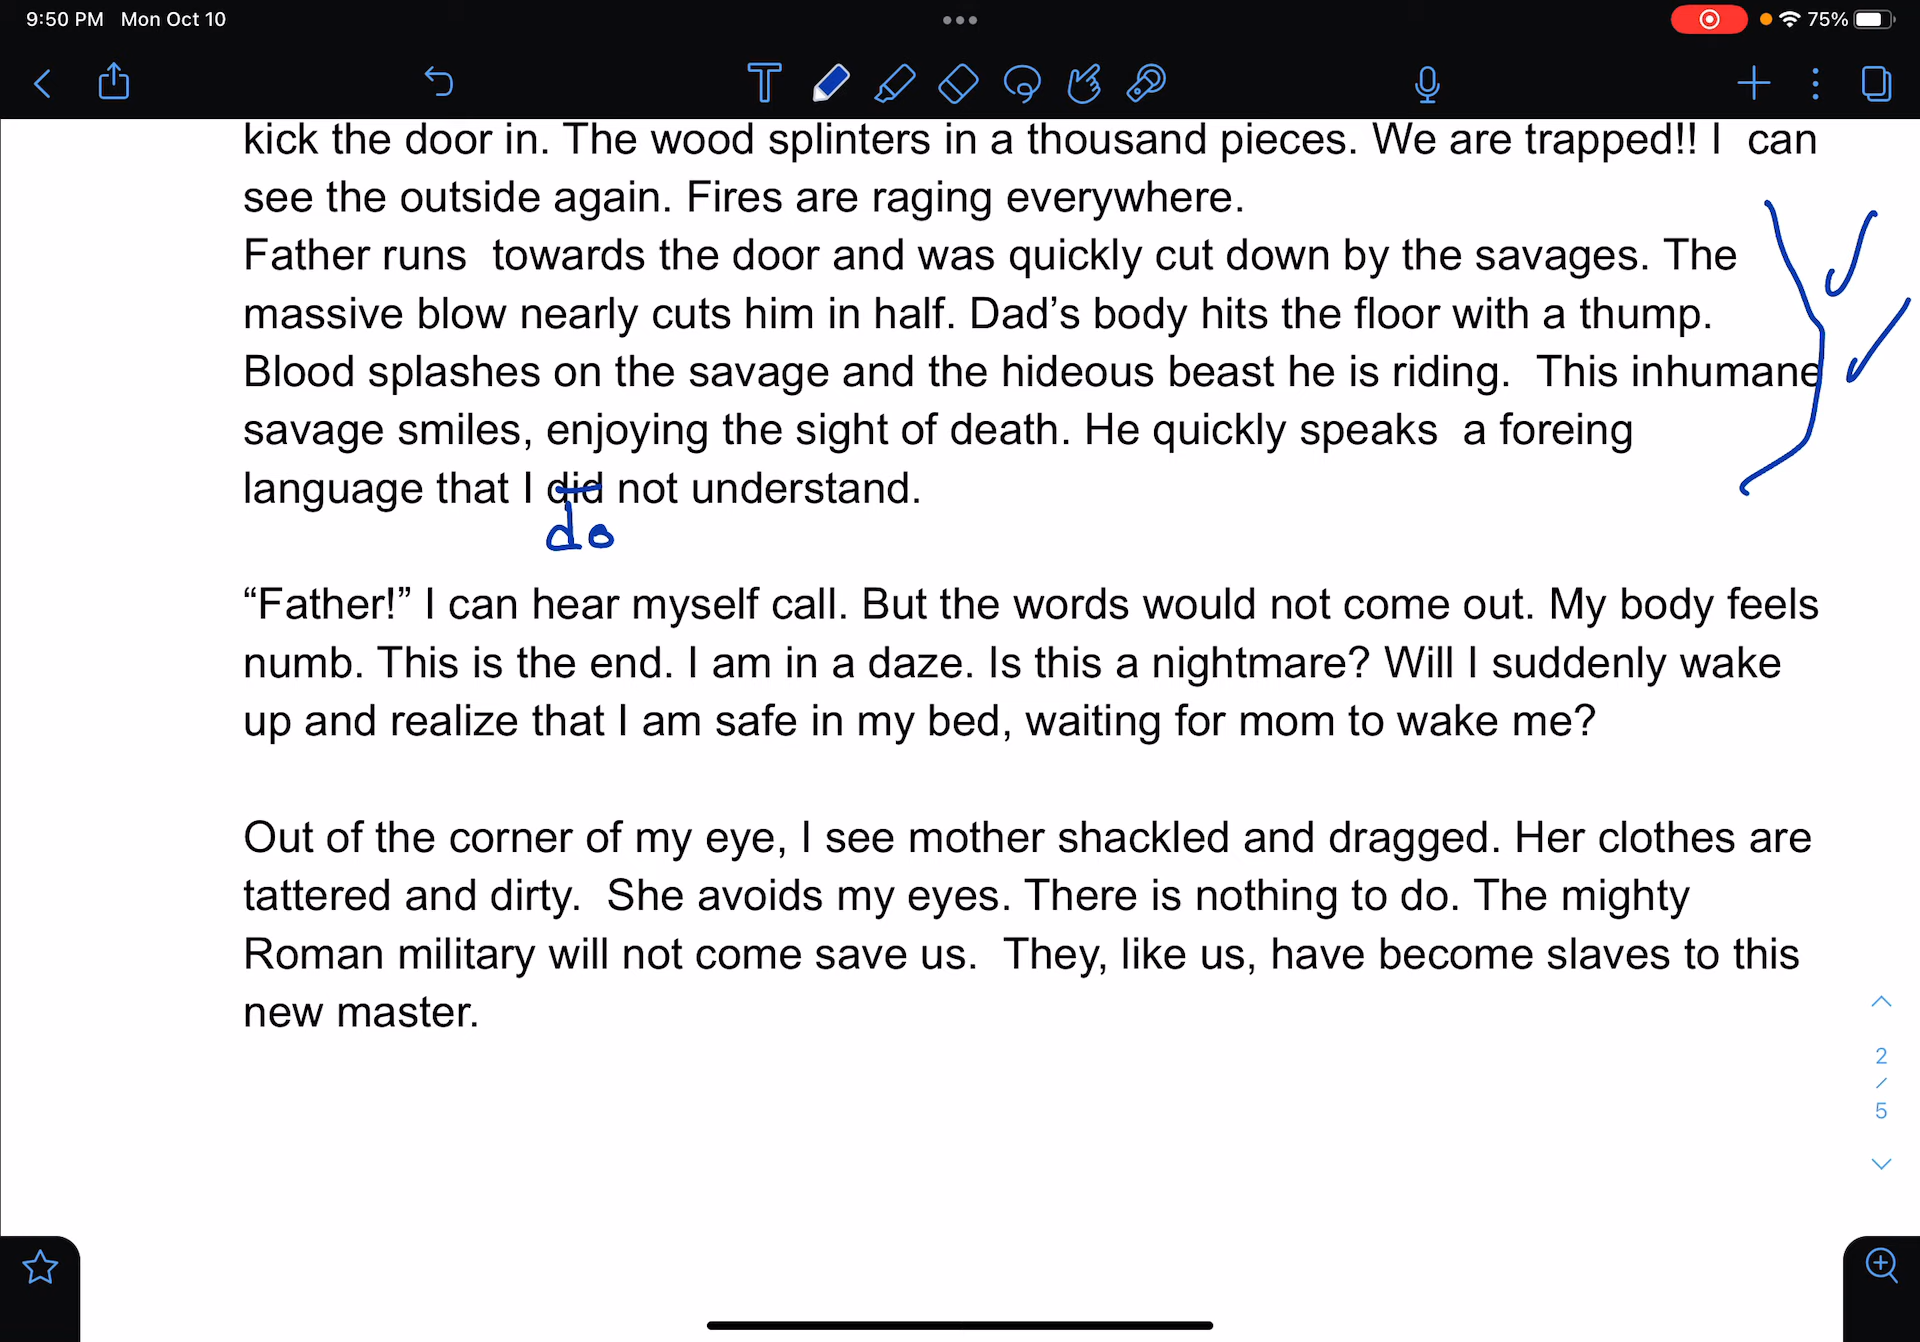 9:50 PM Mon Oct 10
75%
kick the door in. The wood splinters in a thousand pieces. We are trapped!! I can
see the outside again. Fires are raging everywhere.
Father runs towards the door and was quickly cut down by the savages. The
massive blow nearly cuts him in half. Dad’s body hits the floor with a thump.
Blood splashes on the savage and the hideous beast he is riding. This inhumane
savage smiles, enjoying the sight of death. He quickly speaks a foreing
language that I did not understand.
do
“Father!” I can hear myself call. But the words would not come out. My body feels
numb. This is the end. I am in a daze. Is this a nightmare? Will I suddenly wake
up and realize that I am safe in my bed, waiting for mom to wake me?
Out of the corner of my eye, I see mother shackled and dragged. Her clothes are
tattered and dirty. She avoids my eyes. There is nothing to do. The mighty
Roman military will not come save us. They, like us, have become slaves to this
new master.
2
/
5